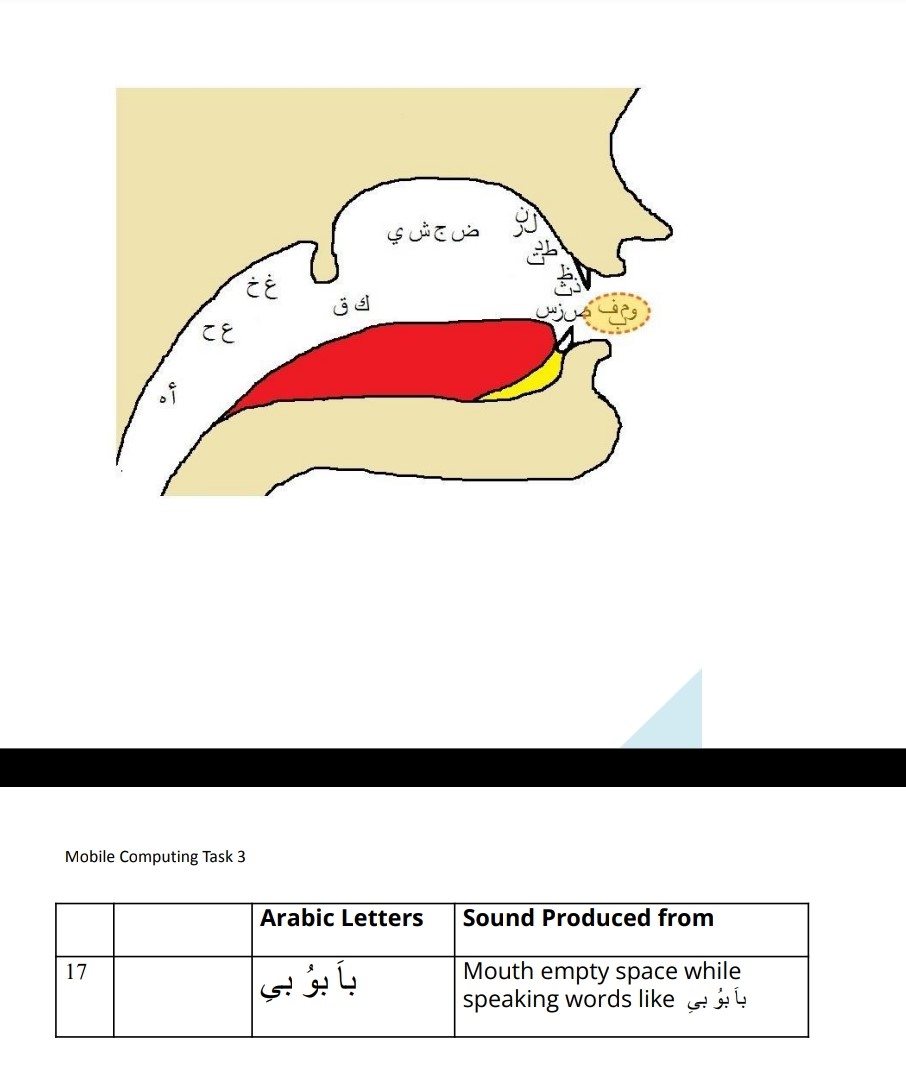 ن
ل ر
ض ج ش ي
ط د
ت
ظ
ذ ث
غ خ
ك ق
ص ز س
و م ف
ب
ع ح
أ ه
Mobile Computing Task 3
Arabic Letters
Sound Produced from
17
باَ بوُ بيِ
Mouth empty space while
speaking words like باَ بوُ بيِ